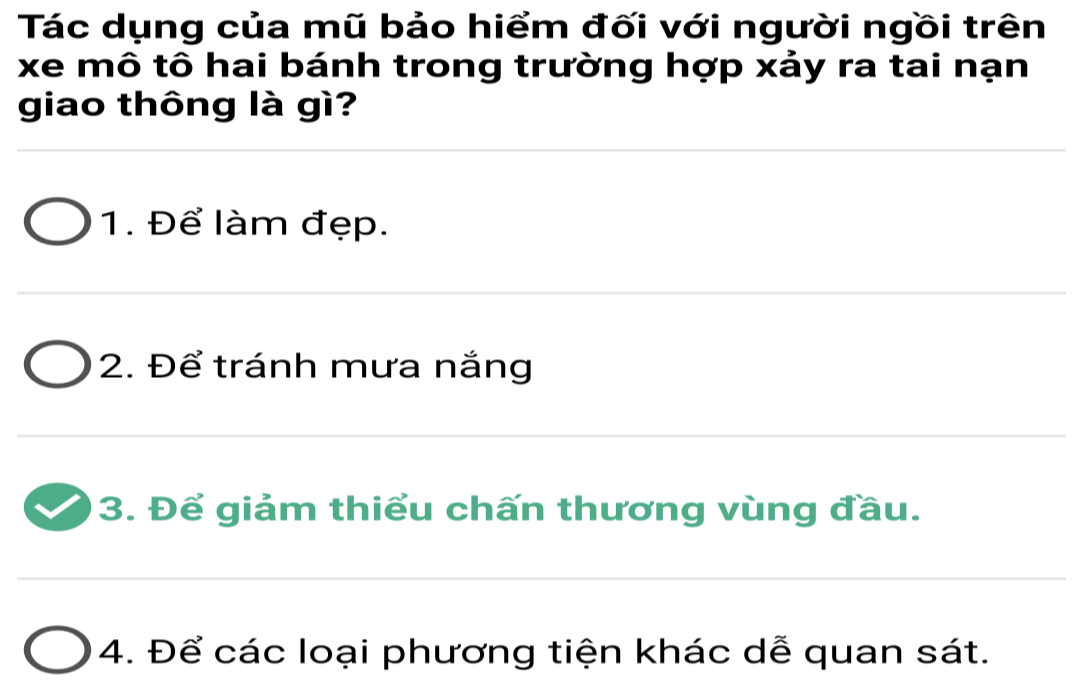 Tác dụng của mũ bảo hiểm đối với người ngồi trên
xe mô tô hai bánh trong trường hợp xảy ra tai nạn
giao thông là gì?
1. Để làm đẹp.
2. Để tránh mưa nắng
3. Để giảm thiểu chấn thương vùng đầu.
4. Để các loại phương tiện khác dễ quan sát.